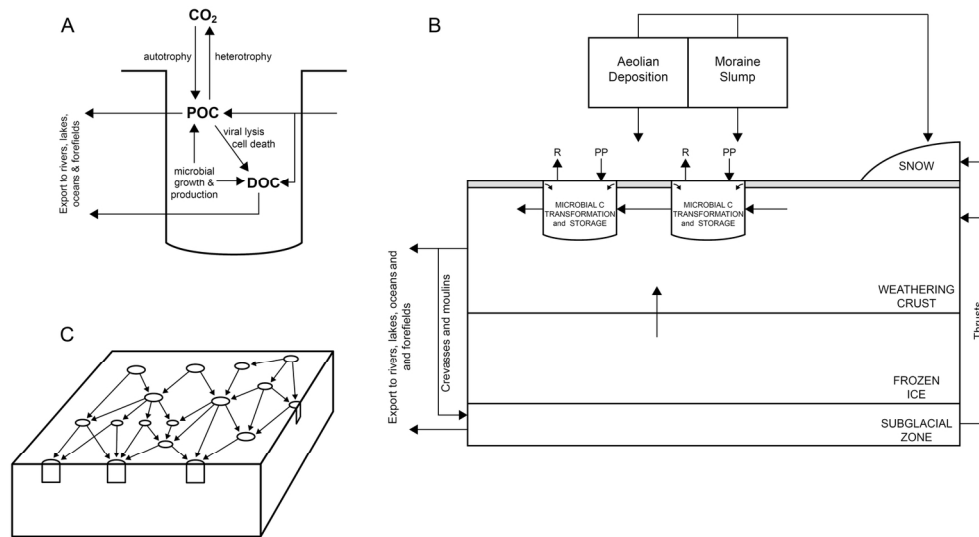 A
CO2
autotrophy
heterotrophy
POC
viral lysis
cell death
microbial
growth &
production
DOC
Export to rivers, lakes,
oceans & forefields
B
Aeolian
Deposition
Moraine
Slump
R
PP
R
PP
SNOW
MICROBIAL C
TRANSFORMATION
and STORAGE
MICROBIAL C
TRANSFORMATION
and STORAGE
WEATHERING
CRUST
FROZEN
ICE
SUBGLACIAL
ZONE
Export to rivers, lakes, oceans and
and forefields
Crevasses and moulins
Thrusts
C